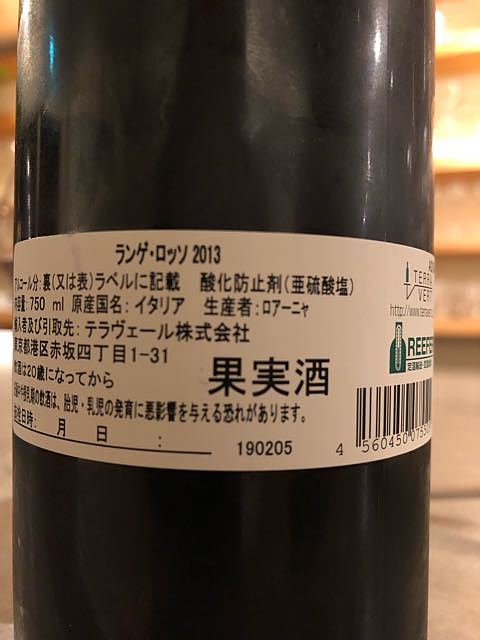 ランゲ・ロッソ 2013
アルコール分:裏(又は表)ラベルに記載 酸化防止剤(亜硫酸塩)
容量:750 ml 原産国名:イタリア 生産者:ロアーニャ
輸入者及び引取先:テラヴェール株式会社
東京都港区赤坂四丁目1-31
飲酒は20歳になってから
果実酒
妊娠中や授乳期の飲酒は、胎児・乳児の発育に悪影響を与える恐れがあります。
月 日 :
190205
4 560450
TERRA
VER
http://www.terrave
REEFE